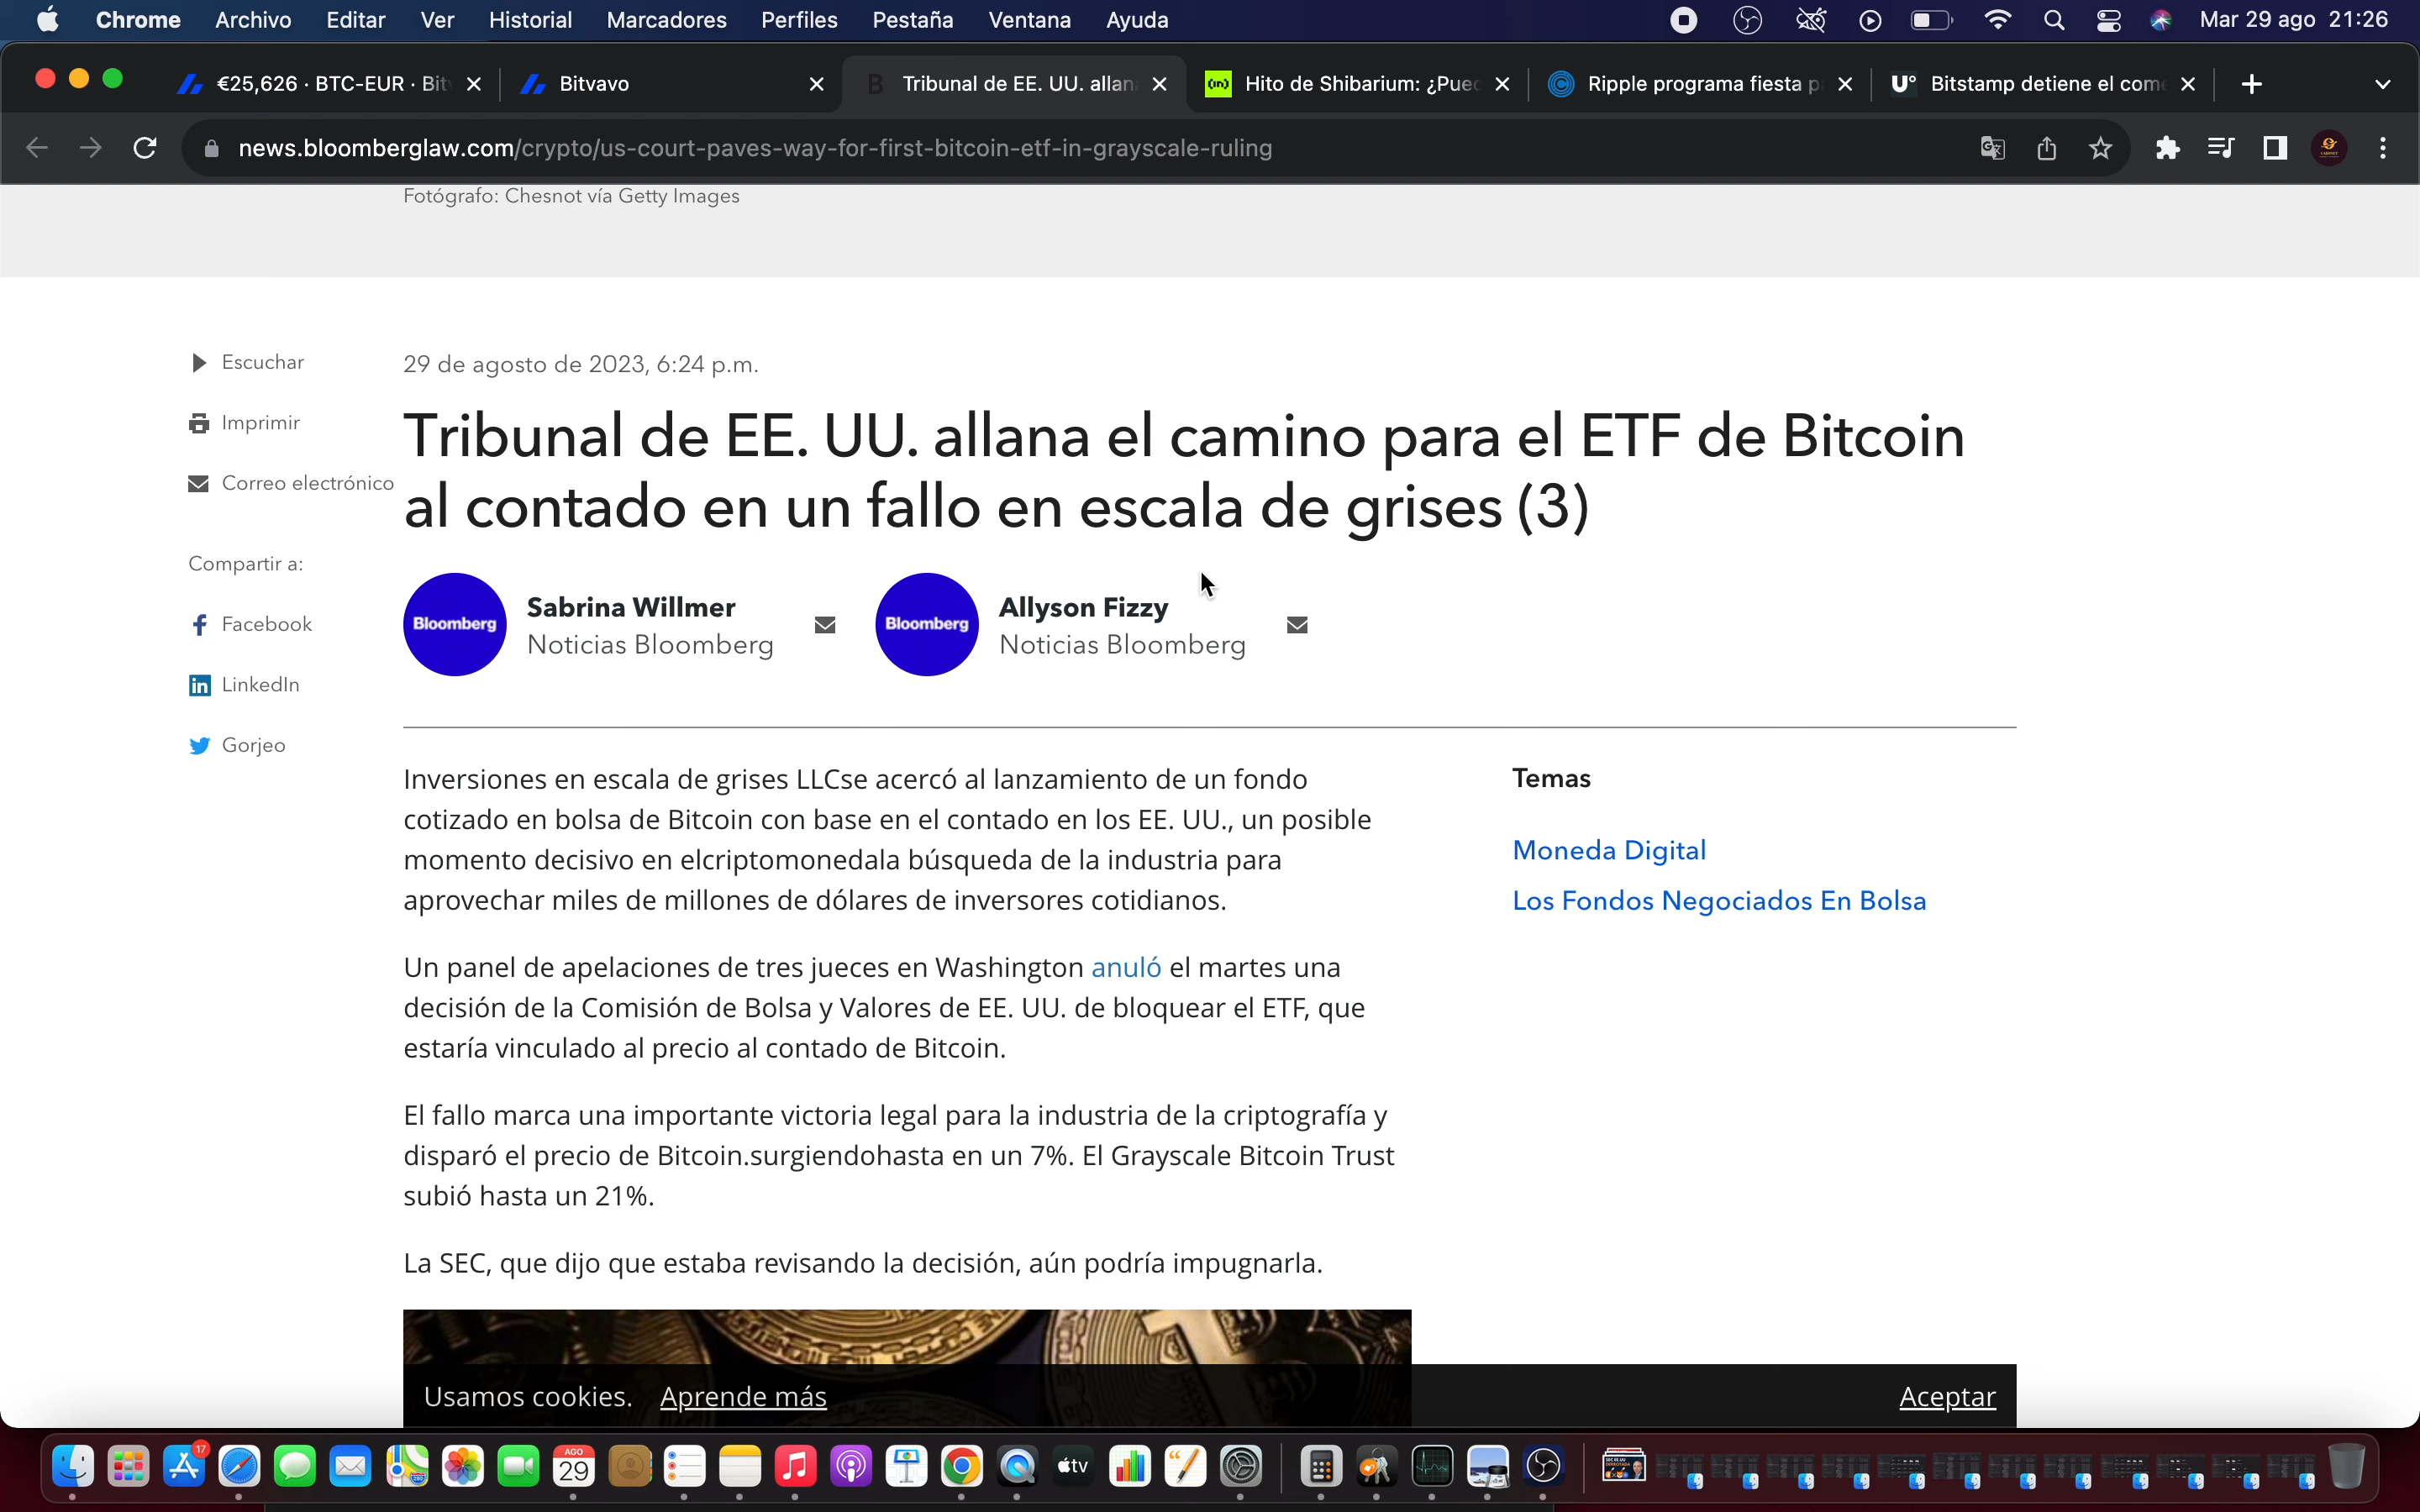 Chrome Archivo Editar Ver Historial Marcadores Perfiles Pestaña Ventana Ayuda Mar 29 ago 21:26
€25,626 · BTC-EUR · Bitv Bitvavo Tribunal de EE. UU. allan Hito de Shibarium: ¿Pued Ripple programa fiesta p Bitstamp detiene el com
news.bloomberglaw.com/crypto/us-court-paves-way-for-first-bitcoin-etf-in-grayscale-ruling
Fotógrafo: Chesnot vía Getty Images
Escuchar
Imprimir
Correo electrónico
Compartir a:
Facebook
LinkedIn
Gorjeo
29 de agosto de 2023, 6:24 p.m.
Tribunal de EE. UU. allana el camino para el ETF de Bitcoin
al contado en un fallo en escala de grises (3)
Bloomberg
Sabrina Willmer
Noticias Bloomberg
Bloomberg
Allyson Fizzy
Noticias Bloomberg
Inversiones en escala de grises LLCse acercó al lanzamiento de un fondo
cotizado en bolsa de Bitcoin con base en el contado en los EE. UU., un posible
momento decisivo en elcriptomonedala búsqueda de la industria para
aprovechar miles de millones de dólares de inversores cotidianos.
Un panel de apelaciones de tres jueces en Washington anuló el martes una
decisión de la Comisión de Bolsa y Valores de EE. UU. de bloquear el ETF, que
estaría vinculado al precio al contado de Bitcoin.
El fallo marca una importante victoria legal para la industria de la criptografía y
disparó el precio de Bitcoin.surgiendohasta en un 7%. El Grayscale Bitcoin Trust
subió hasta un 21%.
La SEC, que dijo que estaba revisando la decisión, aún podría impugnarla.
Temas
Moneda Digital
Los Fondos Negociados En Bolsa
Usamos cookies. Aprende más Aceptar
17
AGO
29
tv